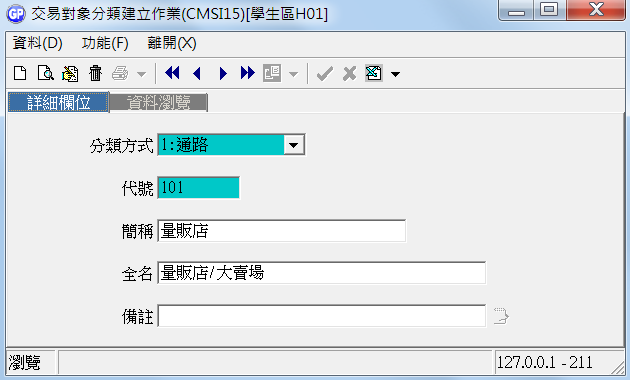 GP 交易對象分類建立作業(CMSI15)[學生區H01]
資料(D) 功能(F) 離開(X)
詳細欄位 資料瀏覽
分類方式 1:通路
代號 101
簡稱 量販店
全名 量販店/大賣場
備註
瀏覽 127.0.0.1 - 211